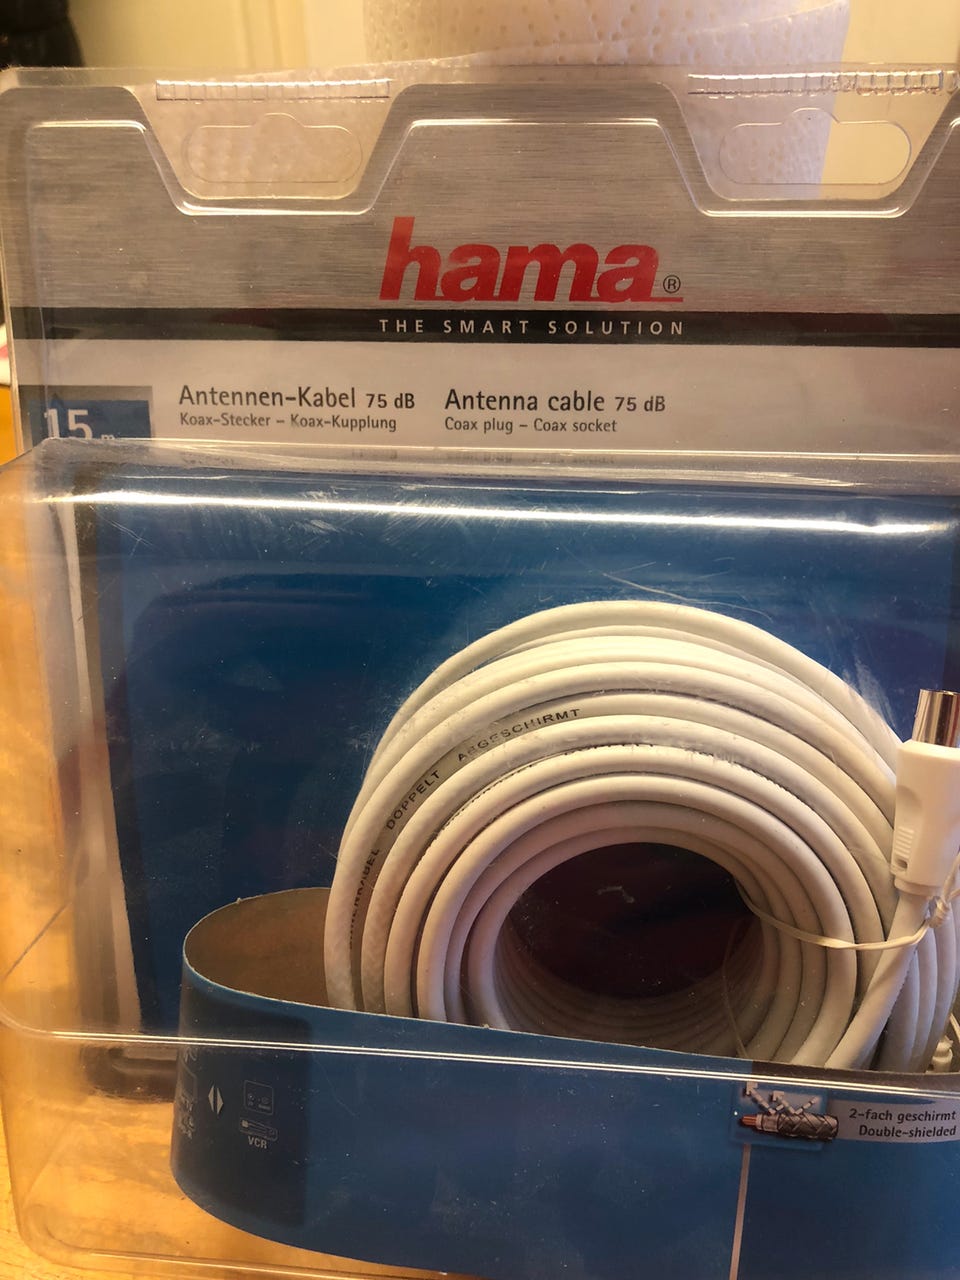 hama®
THE SMART SOLUTION
Antennen-Kabel 75 dB
Koax-Stecker – Koax-Kupplung
Antenna cable 75 dB
Coax plug – Coax socket
15 m
DOPPELT ABGESCHIRMT
VCR
2-fach geschirmt
Double-shielded